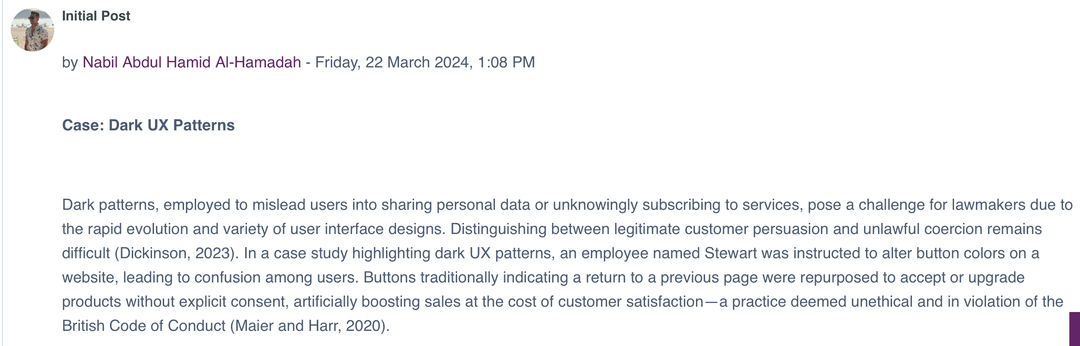 Initial Post
by Nabil Abdul Hamid Al-Hamadah - Friday, 22 March 2024, 1:08 PM
Case: Dark UX Patterns
Dark patterns, employed to mislead users into sharing personal data or unknowingly subscribing to services, pose a challenge for lawmakers due to
the rapid evolution and variety of user interface designs. Distinguishing between legitimate customer persuasion and unlawful coercion remains
difficult (Dickinson, 2023). In a case study highlighting dark UX patterns, an employee named Stewart was instructed to alter button colors on a
website, leading to confusion among users. Buttons traditionally indicating a return to a previous page were repurposed to accept or upgrade
products without explicit consent, artificially boosting sales at the cost of customer satisfaction—a practice deemed unethical and in violation of the
British Code of Conduct (Maier and Harr, 2020).